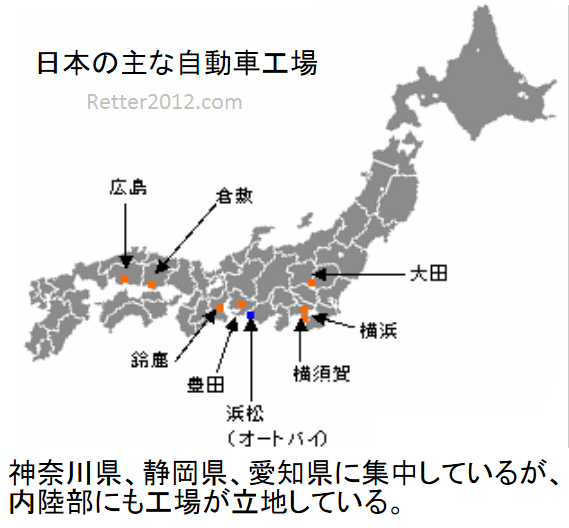 日本の主な自動車工場
Retter2012.com
広島
倉敷
大田
横浜
横須賀
鈴鹿
豊田
浜松
(オートバイ)
神奈川県、静岡県、愛知県に集中しているが、
内陸部にも工場が立地している。